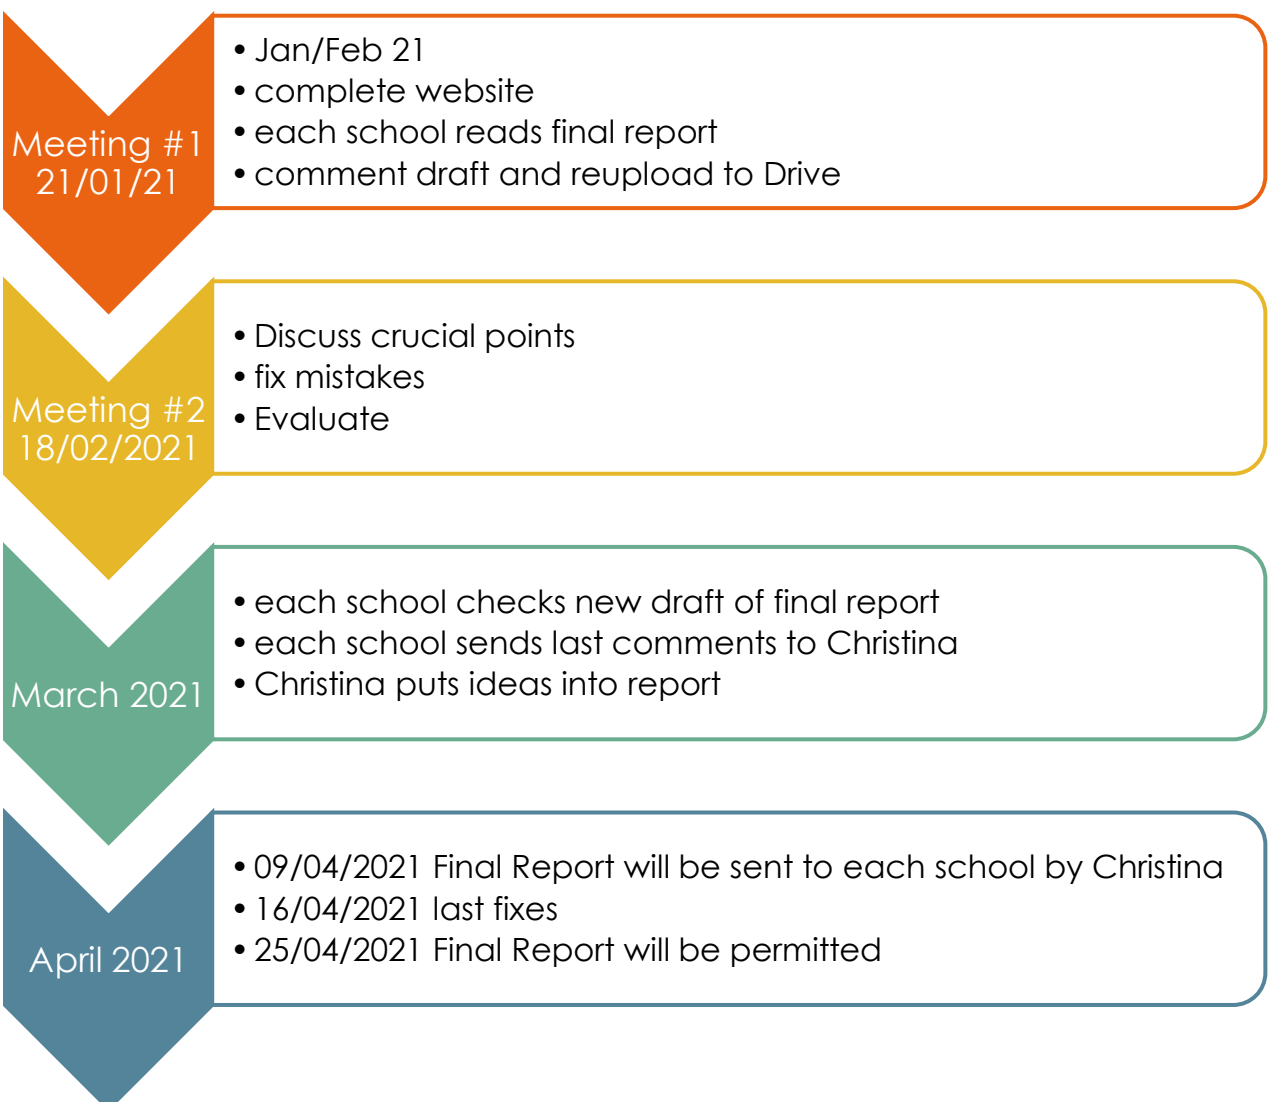 Meeting #1
21/01/21
• Jan/Feb 21
• complete website
• each school reads final report
• comment draft and reupload to Drive
Meeting #2
18/02/2021
• Discuss crucial points
• fix mistakes
• Evaluate
March 2021
• each school checks new draft of final report
• each school sends last comments to Christina
• Christina puts ideas into report
April 2021
• 09/04/2021 Final Report will be sent to each school by Christina
• 16/04/2021 last fixes
• 25/04/2021 Final Report will be permitted